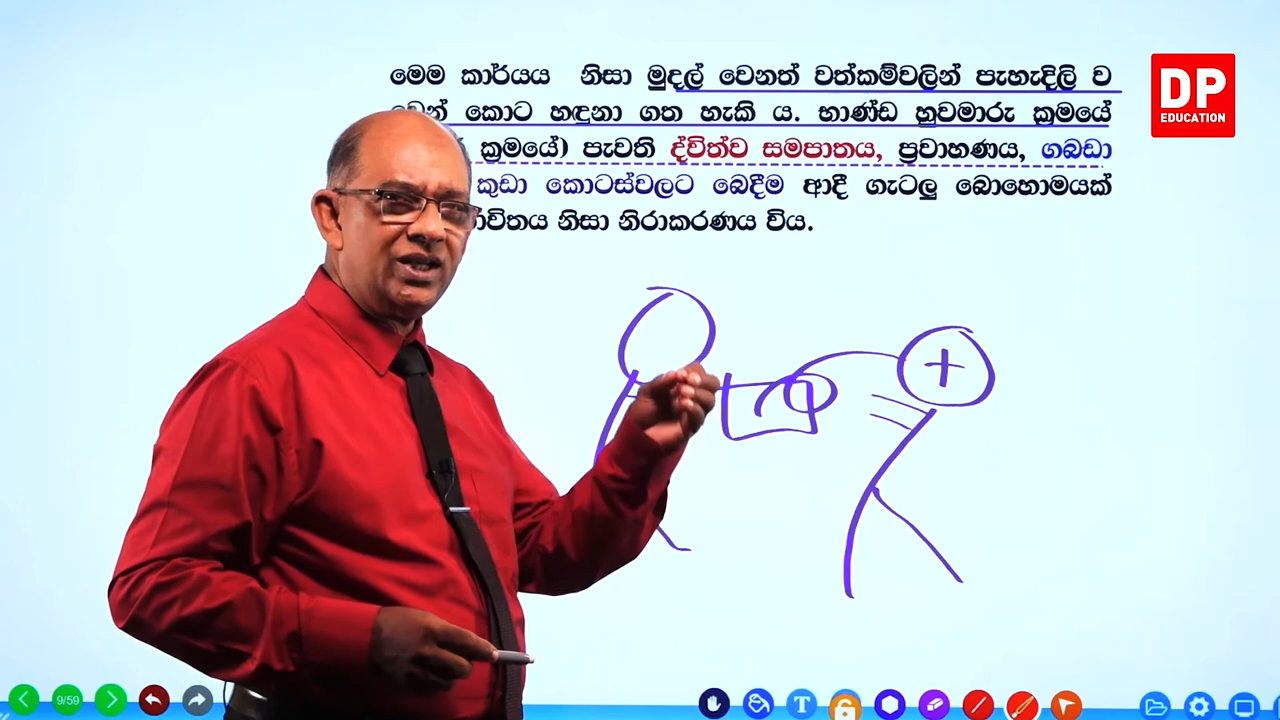 මෙම කාර්යය නිසා මුදල් වෙනත් වත්කම්වලින් පැහැදිලි ව
කොට හඳුනා ගත හැකි ය. භාණ්ඩ හුවමාරු ක්‍රමයේ
ක්‍රමයේ) පැවති ද්විත්ව සමපාතය, ප්‍රවාහණය, ගබඩා
කුඩා කොටස්වලට බෙදීම ආදී ගැටලු බොහොමයක්
නිසා නිරාකරණය විය.
DP
EDUCATION
+
9/59
T